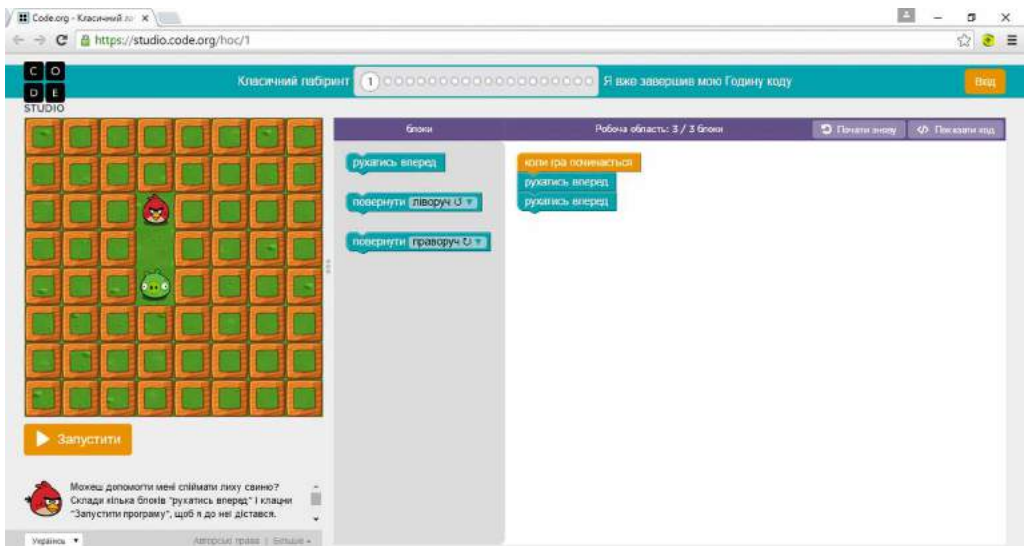 Code.org - Класичний ла
https://studio.code.org/hoc/1
CODE
STUDIO
Класичний лабіринт
1
Я вже завершив мою Годину коду
Вхід
блоки
Робоча область: 3 / 3 блоки
Почати знову
Показати код
рухатись вперед
повернути ліворуч
повернути праворуч
коли гра починається
рухатись вперед
рухатись вперед
Запустити
Можеш допомогти мені спіймати лиху свиню?
Склади кілька блоків "рухатись вперед" і клацни
"Запустити програму", щоб я до неї дістався.
Авторські права | Більше